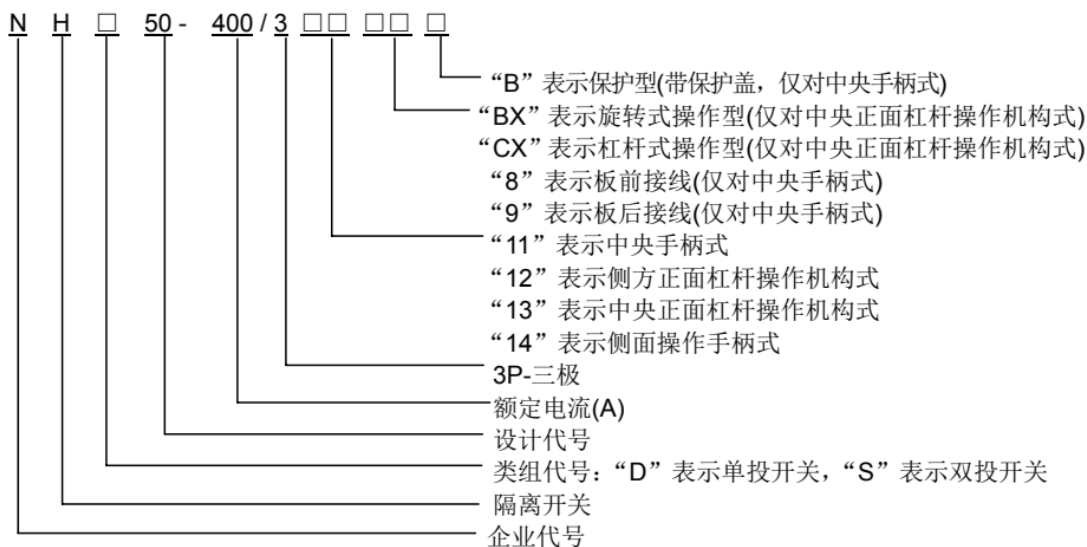 N H □ 50 - 400 / 3 □□ □□ □
“B”表示保护型(带保护盖，仅对中央手柄式)
“BX”表示旋转式操作型(仅对中央正面杠杆操作机构式)
“CX”表示杠杆式操作型(仅对中央正面杠杆操作机构式)
“8”表示板前接线(仅对中央手柄式)
“9”表示板后接线(仅对中央手柄式)
“11”表示中央手柄式
“12”表示侧方正面杠杆操作机构式
“13”表示中央正面杠杆操作机构式
“14”表示侧面操作手柄式
3P-三极
额定电流(A)
设计代号
类组代号：“D”表示单投开关，“S”表示双投开关
隔离开关
企业代号